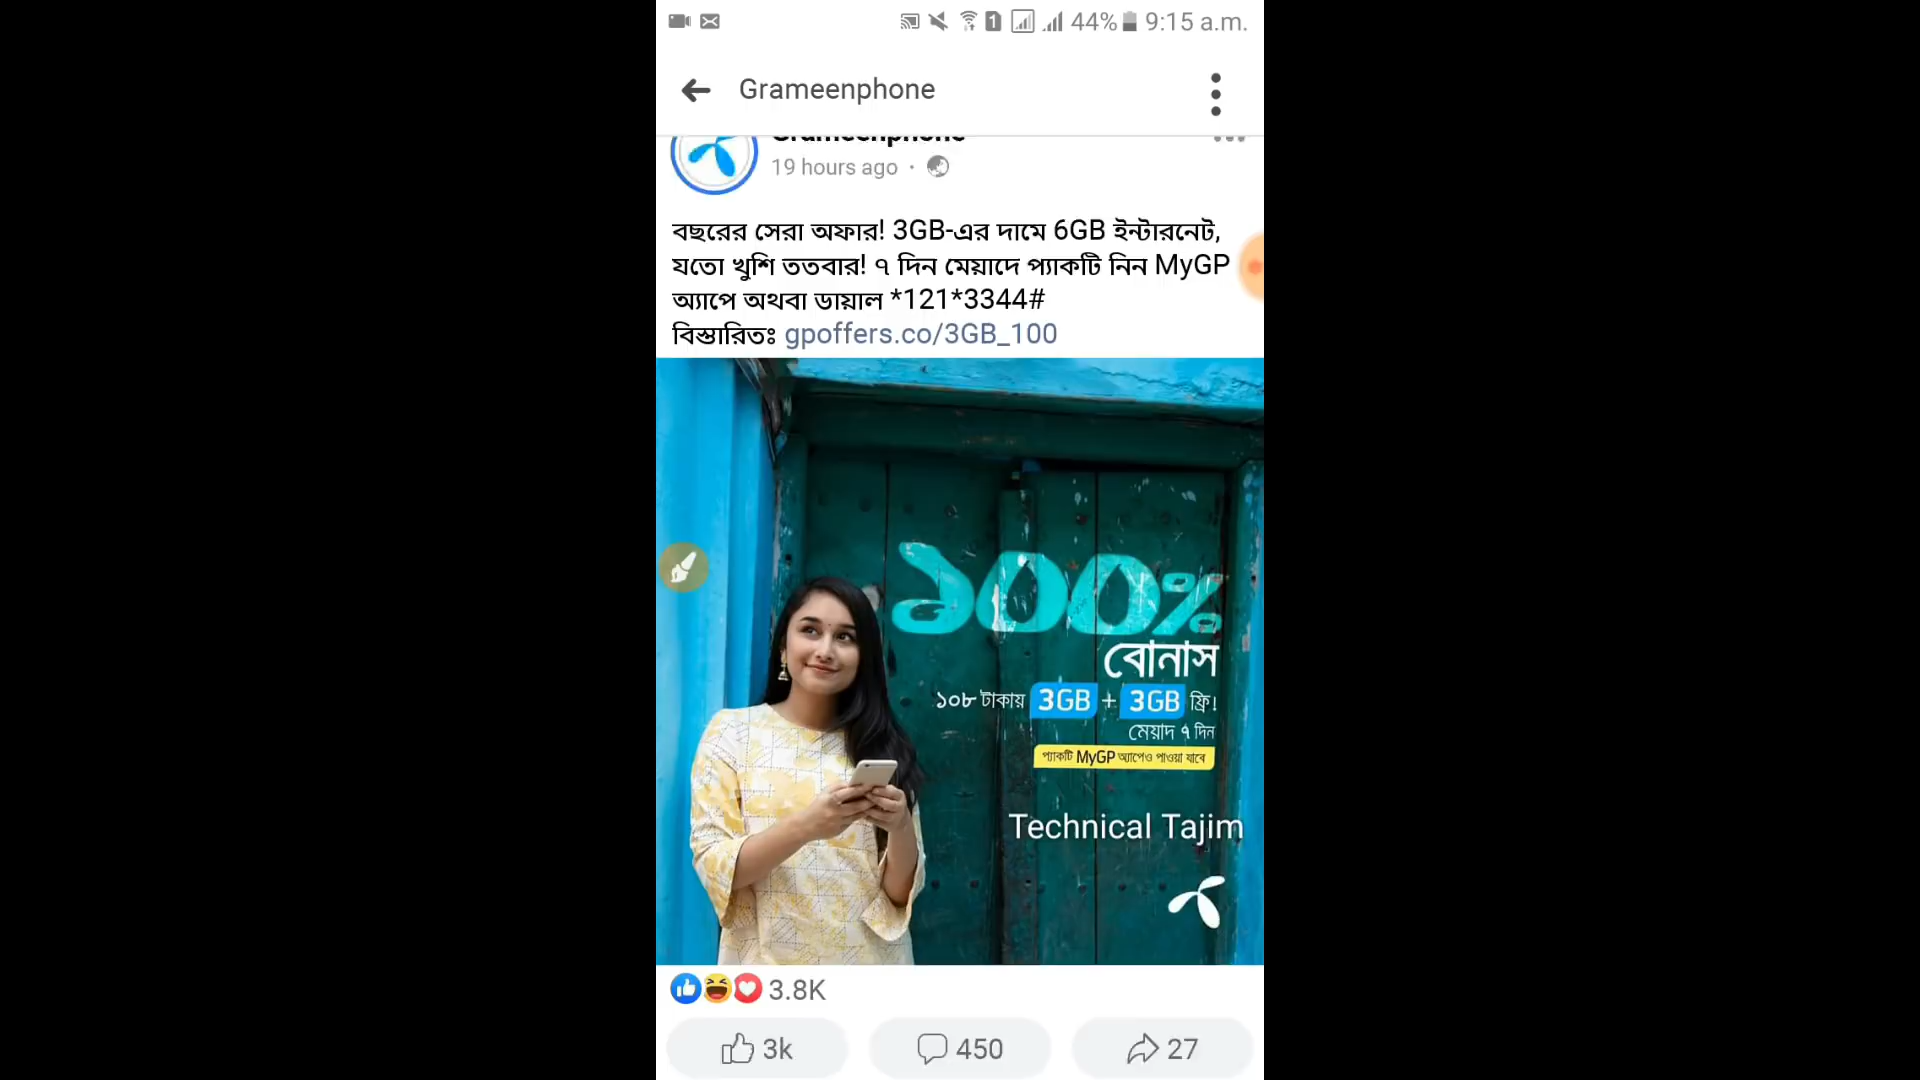 44% 9:15 a.m.
Grameenphone
Grameenphone
19 hours ago ·
বছরের সেরা অফার! 3GB-এর দামে 6GB ইন্টারনেট,
যতো খুশি ততবার! ৭ দিন মেয়াদে প্যাকটি নিন MyGP
অ্যাপে অথবা ডায়াল *121*3344#
বিস্তারিতঃ gpoffers.co/3GB_100
১০০%
বোনাস
১০৮ টাকায় 3GB + 3GB ফ্রি!
মেয়াদ ৭ দিন
প্যাকটি MyGP অ্যাপেও পাওয়া যাবে
Technical Tajim
3.8K
3k 450 27